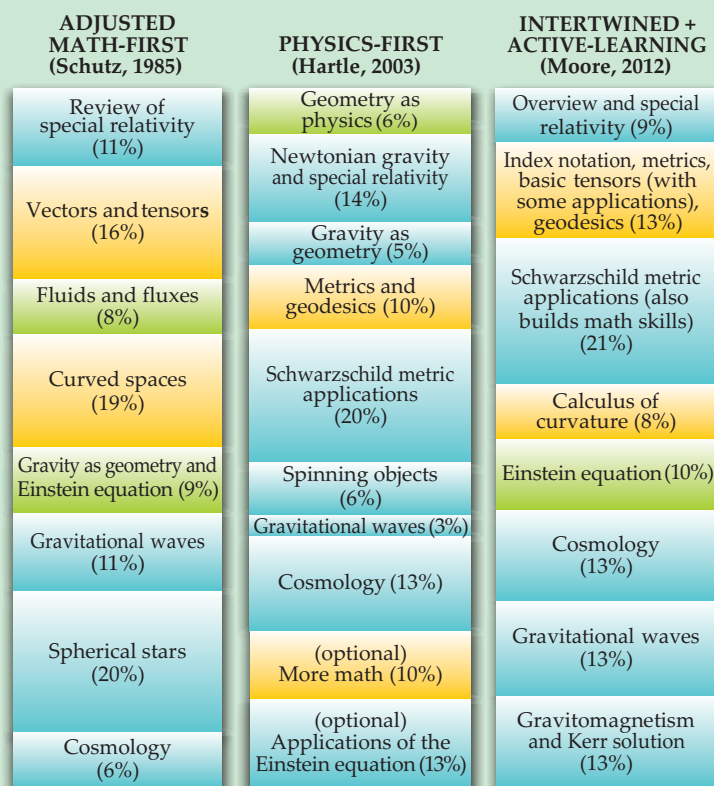 ADJUSTED
MATH-FIRST
(Schutz, 1985)
Review of
special relativity
(11%)
Vectors and tensors
(16%)
Fluids and fluxes
(8%)
Curved spaces
(19%)
Gravity as geometry and
Einstein equation (9%)
Gravitational waves
(11%)
Spherical stars
(20%)
Cosmology
(6%)
PHYSICS-FIRST
(Hartle, 2003)
Geometry as
physics (6%)
Newtonian gravity
and special relativity
(14%)
Gravity as
geometry (5%)
Metrics and
geodesics (10%)
Schwarzschild metric
applications
(20%)
Spinning objects
(6%)
Gravitational waves (3%)
Cosmology (13%)
(optional)
More math (10%)
(optional)
Applications of the
Einstein equation (13%)
INTERTWINED +
ACTIVE-LEARNING
(Moore, 2012)
Overview and special
relativity (9%)
Index notation, metrics,
basic tensors (with
some applications),
geodesics (13%)
Schwarzschild metric
applications (also
builds math skills)
(21%)
Calculus of
curvature (8%)
Einstein equation (10%)
Cosmology
(13%)
Gravitational waves
(13%)
Gravitomagnetism
and Kerr solution
(13%)